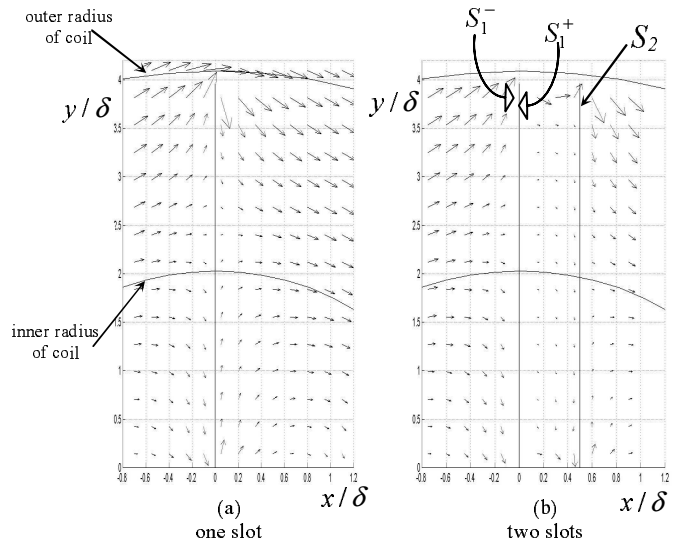 outer radius
of coil
y/δ
4
3.5
3
2.5
2
1.5
1
0.5
0
-0.8 -0.6 -0.4 -0.2 0 0.2 0.4 0.6 0.8 1 1.2
x/δ
inner radius
of coil
(a)
one slot
S₁⁻
S₁⁺
S₂
y/δ
4
3.5
3
2.5
2
1.5
1
0.5
0
-0.8 -0.6 -0.4 -0.2 0 0.2 0.4 0.6 0.8 1 1.2
x/δ
(b)
two slots